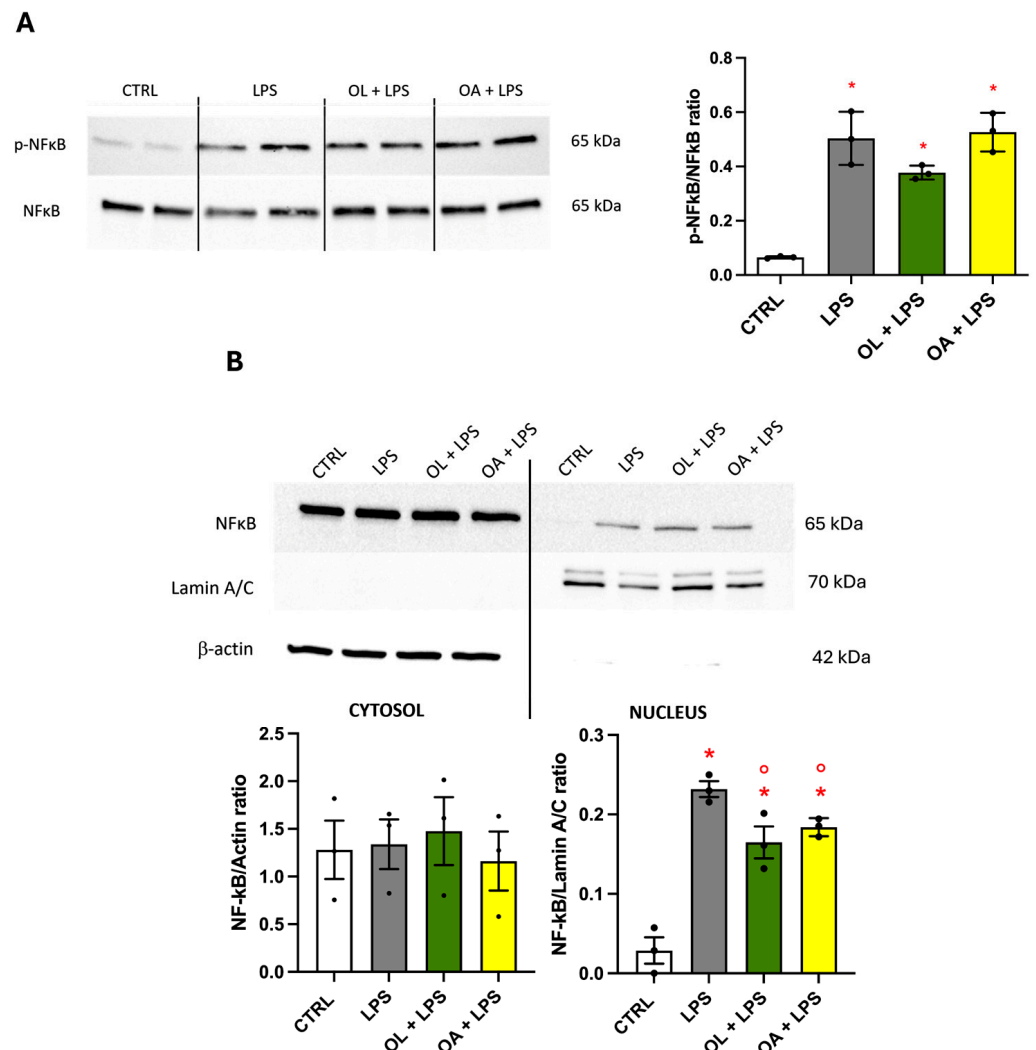 A
CTRL LPS OL + LPS OA + LPS
p-NFκB 65 kDa
NFκB 65 kDa
p-NFkB/NFkB ratio
0.8
0.6
0.4
0.2
0.0
CTRL LPS OL + LPS OA + LPS
* * *
B
CTRL LPS OL + LPS OA + LPS CTRL LPS OL + LPS OA + LPS
NFκB 65 kDa
Lamin A/C 70 kDa
β-actin 42 kDa
CYTOSOL NUCLEUS
NF-kB/Actin ratio
2.5
2.0
1.5
1.0
0.5
0.0
CTRL LPS OL + LPS OA + LPS
NF-kB/Lamin A/C ratio
0.3
0.2
0.1
0.0
* * *
CTRL LPS OL + LPS OA + LPS